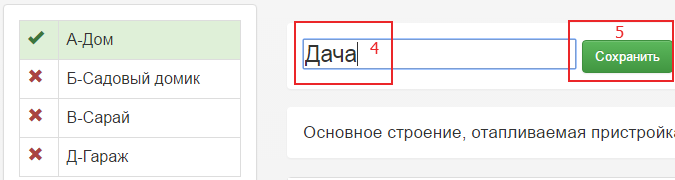 А-Дом
Б-Садовый домик
В-Сарай
Д-Гараж
Дача 4
5
Сохранить
Основное строение, отапливаемая пристройка